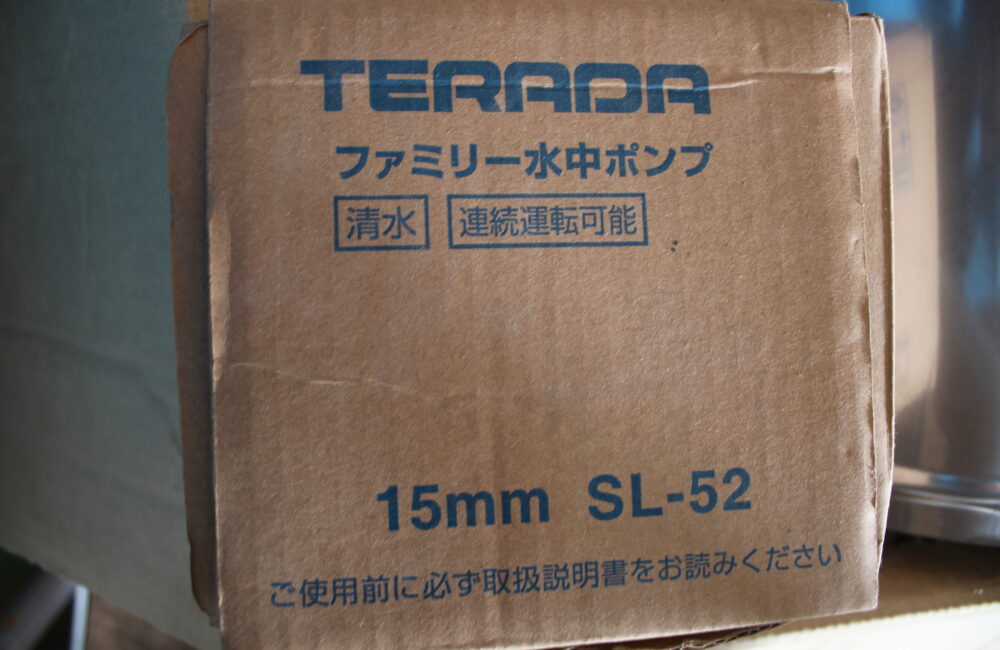 TERADA
ファミリー水中ポンプ
清水 連続運転可能
15mm SL-52
ご使用前に必ず取扱説明書をお読みください